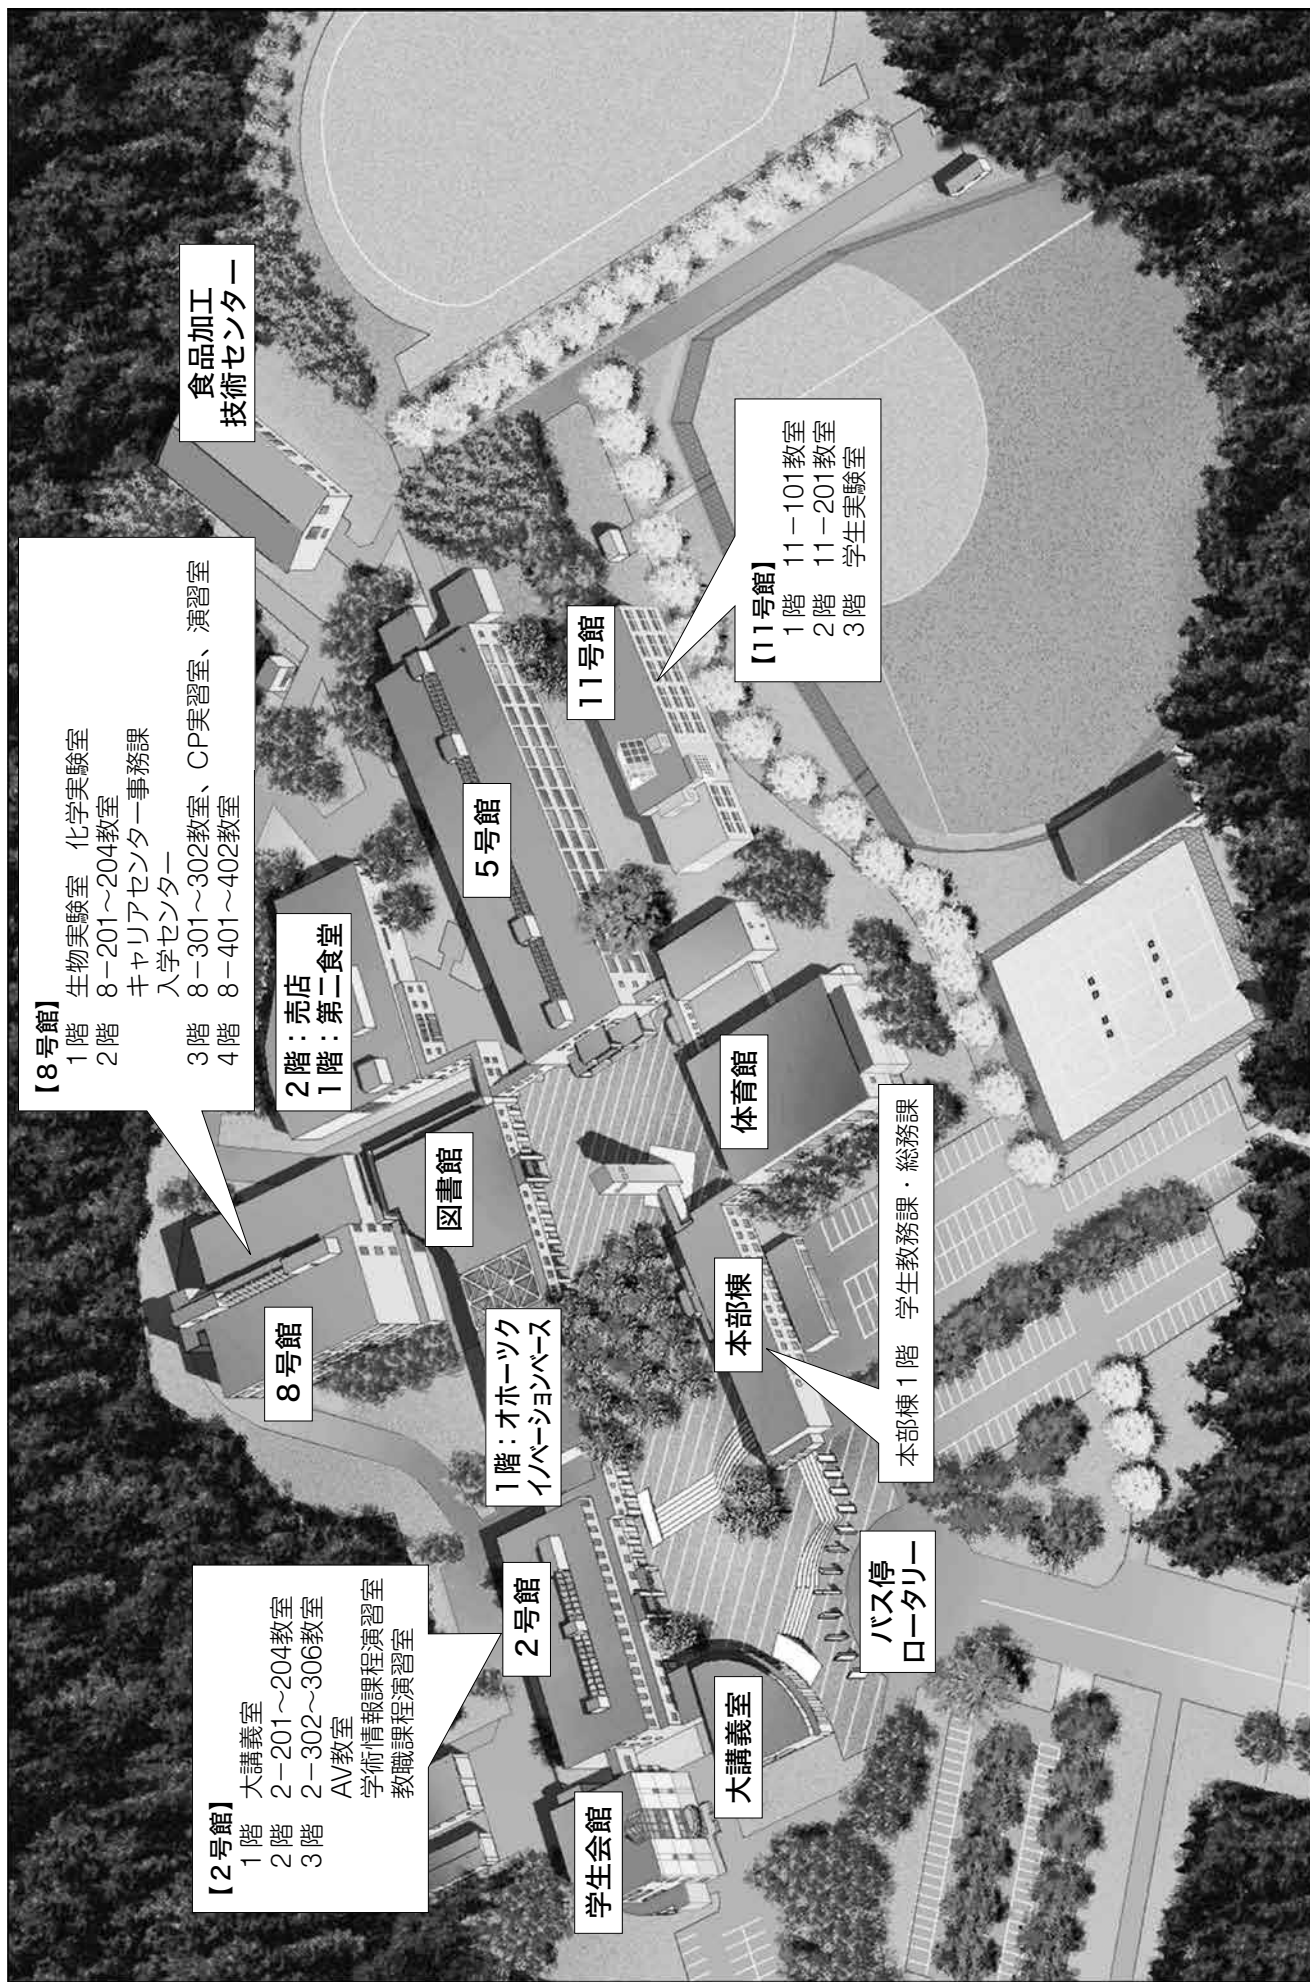 【2号館】
1階 大講義室
2階 2−201〜204教室
3階 2−302〜306教室
AV教室
学術情報課程演習室
教職課程演習室
【8号館】
1階 生物実験室 化学実験室
2階 8−201〜204教室
キャリアセンター事務課
入学センター
3階 8−301〜302教室、CP実習室、演習室
4階 8−401〜402教室
食品加工
技術センター
8号館
2階：売店
1階：第二食堂
図書館
5号館
1階：オホーツク
イノベーションベース
2号館
学生会館
11号館
大講義室
本部棟
体育館
【11号館】
1階 11−101教室
2階 11−201教室
3階 学生実験室
バス停
ロータリー
本部棟1階 学生教務課・総務課